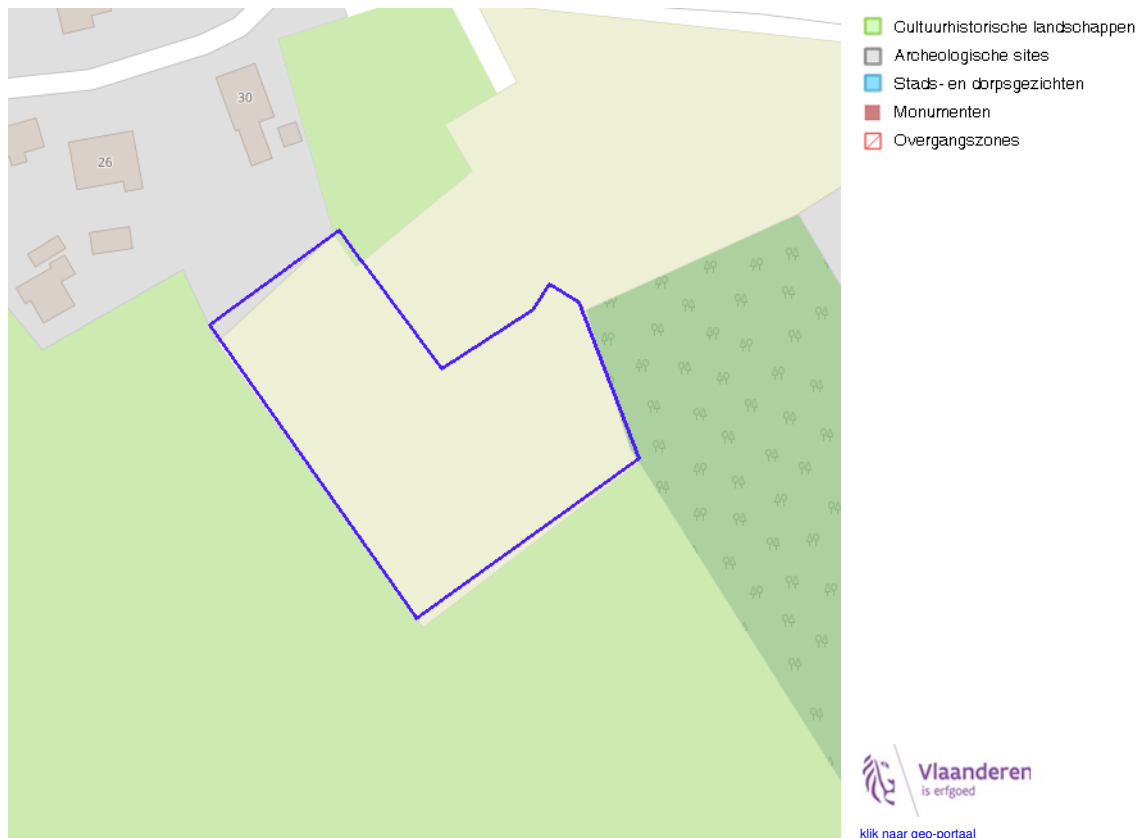 30
26
Cultuurhistorische landschappen
Archeologische sites
Stads- en dorpsgezichten
Monumenten
Overgangszones
Vlaanderen
is erfgoed
klik naar geo-portaal